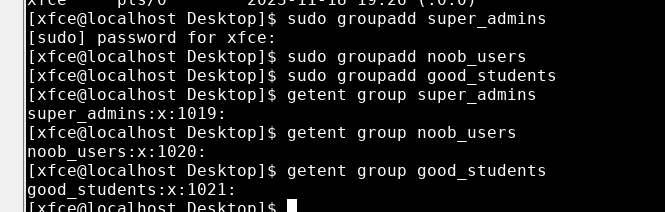 xfce pts/0 2025-11-18 19:26 (:0.0)
[xfce@localhost Desktop]$ sudo groupadd super_admins
[sudo] password for xfce:
[xfce@localhost Desktop]$ sudo groupadd noob_users
[xfce@localhost Desktop]$ sudo groupadd good_students
[xfce@localhost Desktop]$ getent group super_admins
super_admins:x:1019:
[xfce@localhost Desktop]$ getent group noob_users
noob_users:x:1020:
[xfce@localhost Desktop]$ getent group good_students
good_students:x:1021:
[xfce@localhost Desktop]$